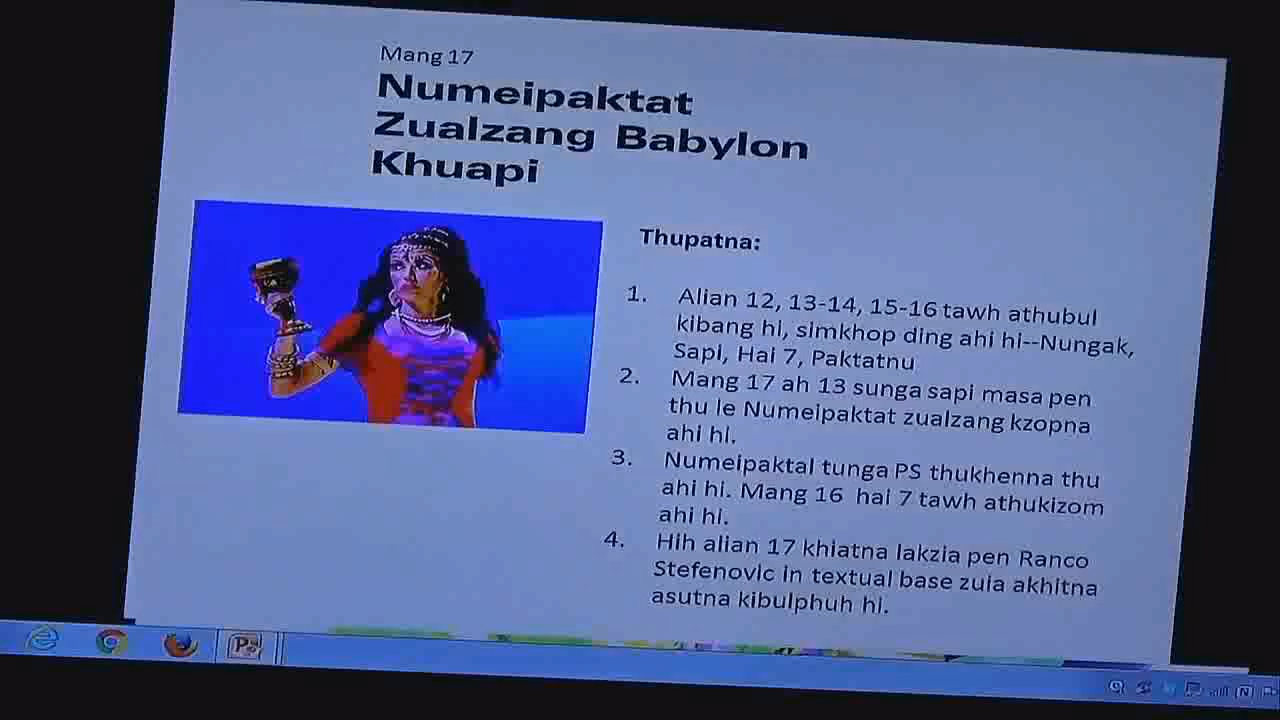 Mang 17
Numeipaktat
Zualzang Babylon
Khuapi
Thupatna:
1. Alian 12, 13-14, 15-16 tawh athubul
kibang hi, simkhop ding ahi hi--Nungak,
Sapi, Hai 7, Paktatnu
2. Mang 17 ah 13 sunga sapi masa pen
thu le Numeipaktat zualzang kzopna
ahi hi.
3. Numeipaktal tunga PS thukhenna thu
ahi hi. Mang 16 hai 7 tawh athukizom
ahi hi.
4. Hih alian 17 khiatna lakzia pen Ranco
Stefenovic in textual base zuia akhitna
asutna kibulphuh hi.